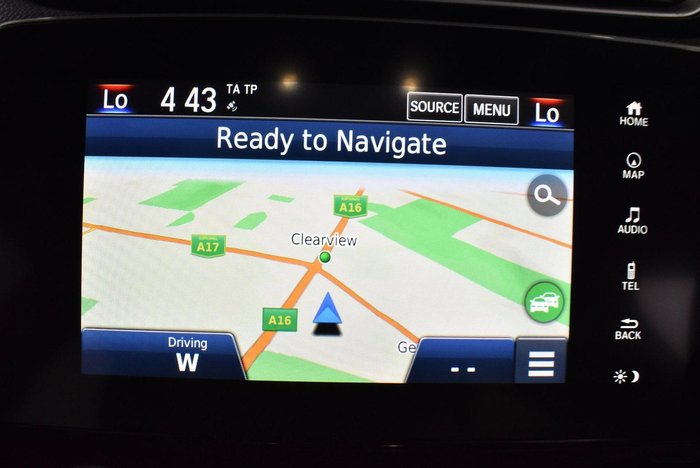 Lo
4 43
TA TP
SOURCE
MENU
Lo
Ready to Navigate
HOME
MAP
AUDIO
TEL
BACK
A16
A17
Clearview
A16
Ge
Driving
W
--